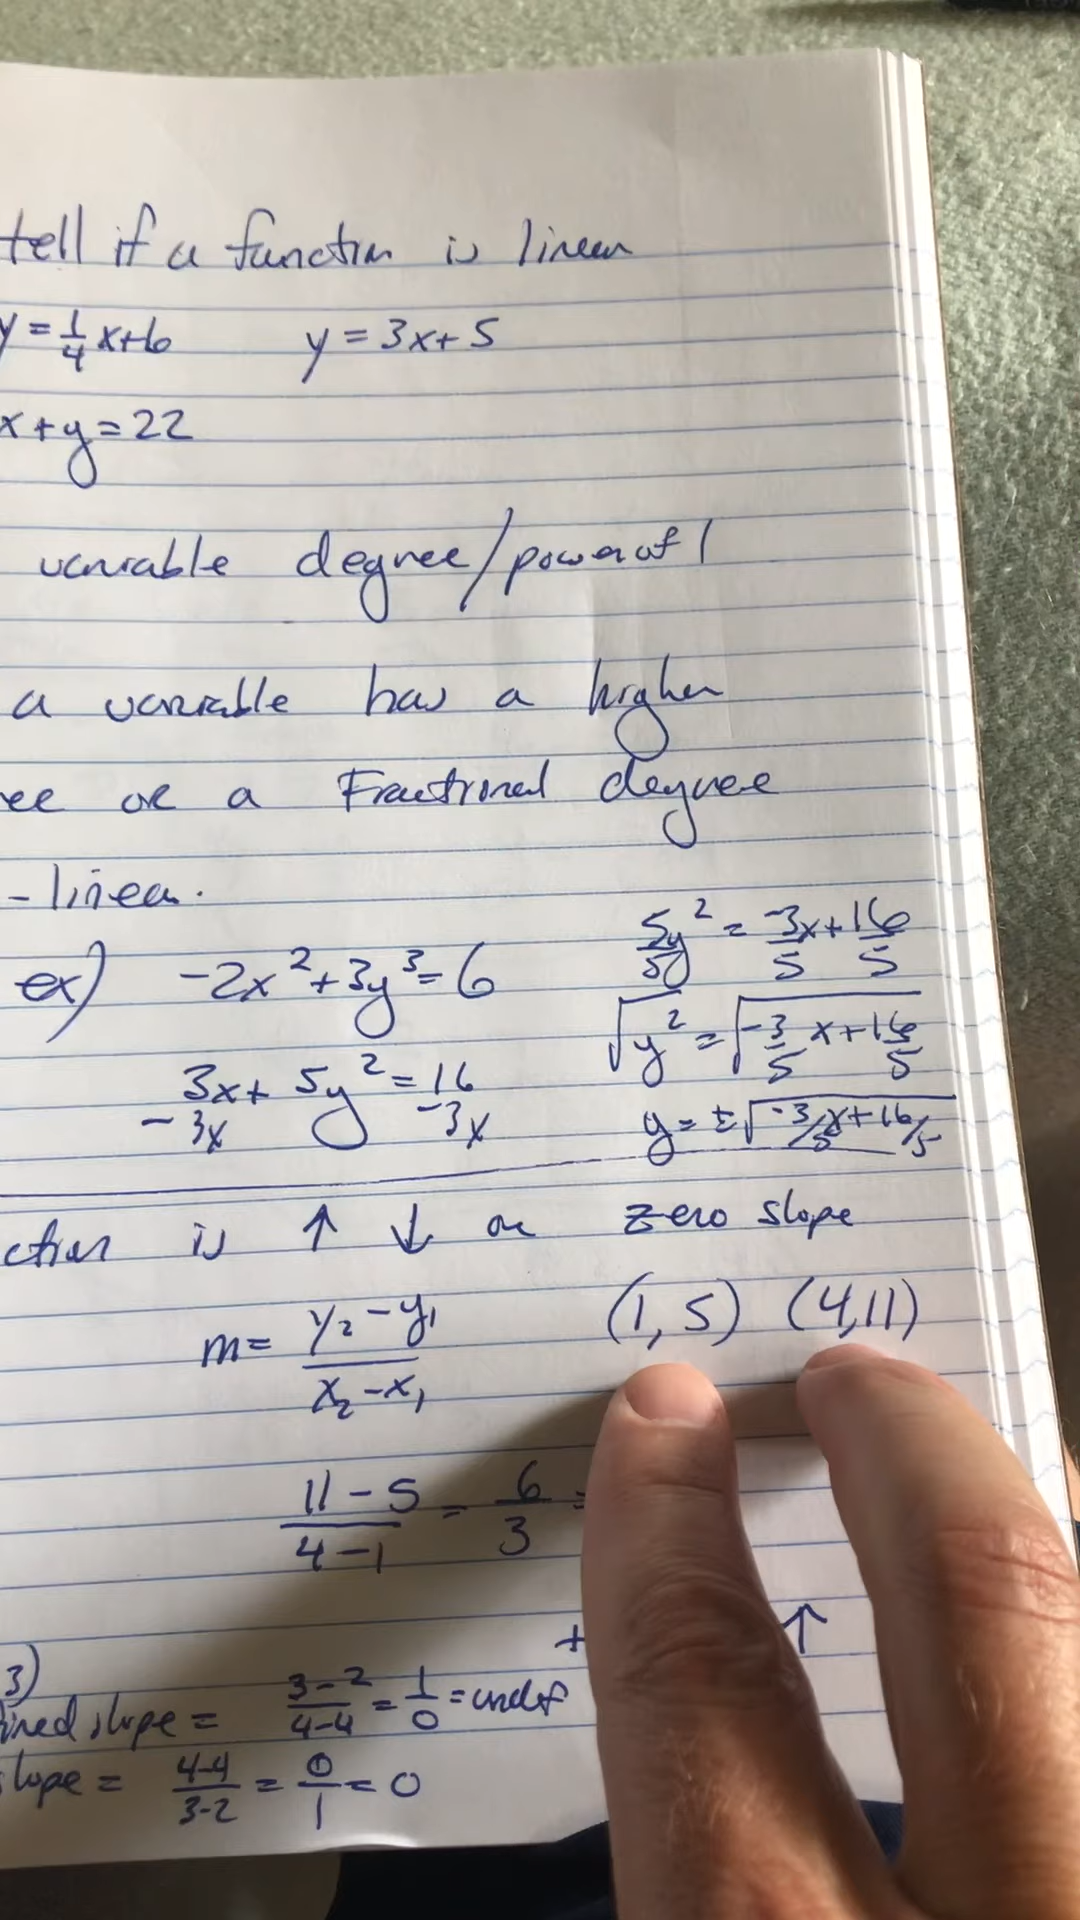 tell if a function is linear
y = 1/4 x+6 y = 3x+5
x+y=22
variable degree/power of 1
a variable has a higher
ee or a Fractional degree
-linear.
5y²/5 = -3x/5 + 16/5
ex) -2x²+3y³=6
√y² = √-3/5 x+16/5
3x+ 5y²=16
-3x -3x
y= ±√-3/5x+16/5
ction is ↑ ↓ or zero slope
m= y₂-y₁/x₂-x₁ (1, 5) (4,11)
11-5/4-1 = 6/3 =
+ ↑
3)
ined slope = 3-2/4-4 = 1/0 = undf
slope = 4-4/3-2 = 0/1 = 0